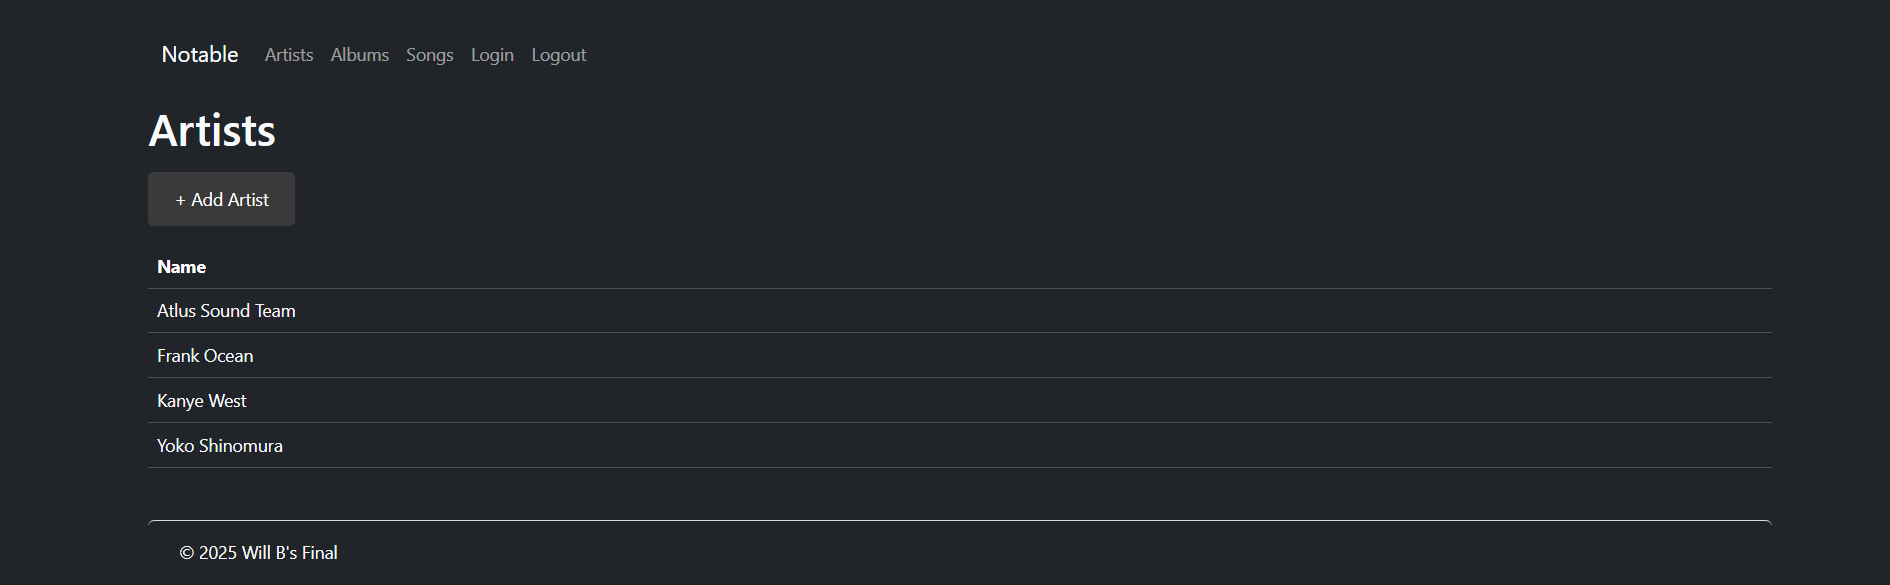 Notable Artists Albums Songs Login Logout
Artists
+ Add Artist
Name
Atlus Sound Team
Frank Ocean
Kanye West
Yoko Shinomura
© 2025 Will B's Final